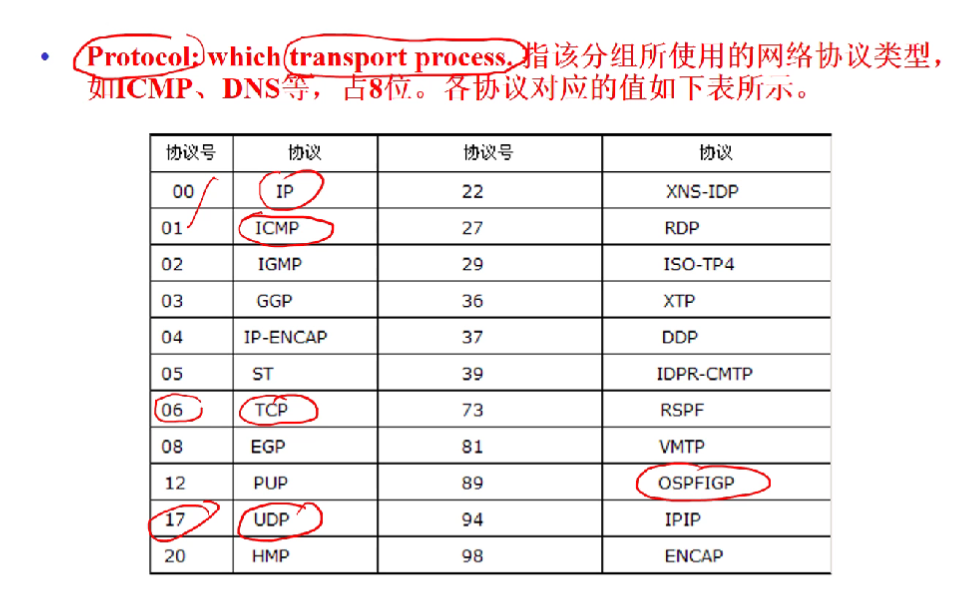 • Protocol: which transport process. 指该分组所使用的网络协议类型，
如ICMP、DNS等，占8位。各协议对应的值如下表所示。
协议号 协议 协议号 协议
00 IP 22 XNS-IDP
01 ICMP 27 RDP
02 IGMP 29 ISO-TP4
03 GGP 36 XTP
04 IP-ENCAP 37 DDP
05 ST 39 IDPR-CMTP
06 TCP 73 RSPF
08 EGP 81 VMTP
12 PUP 89 OSPFIGP
17 UDP 94 IPIP
20 HMP 98 ENCAP